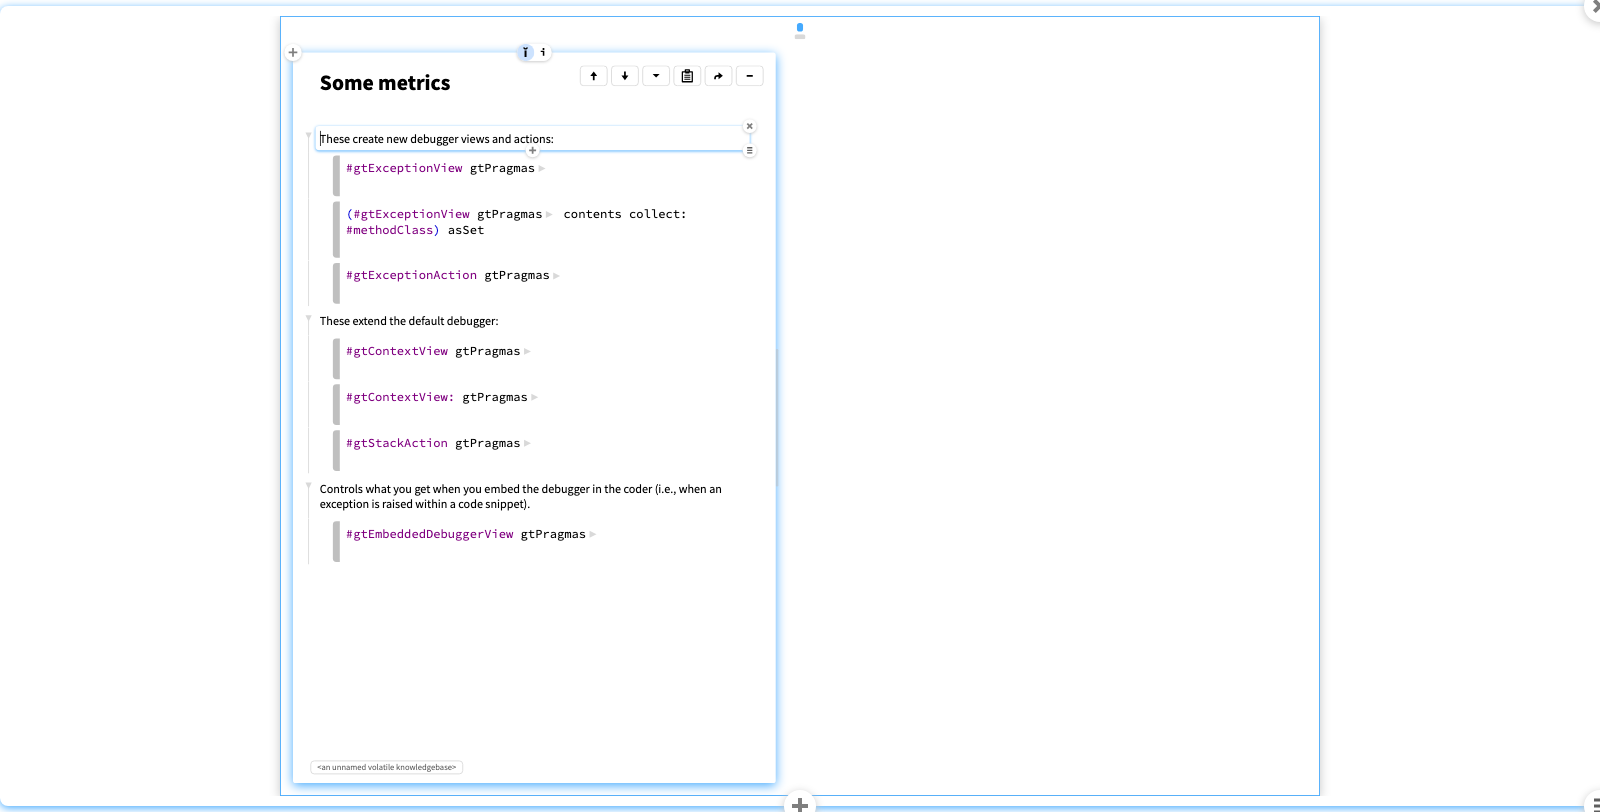 Some metrics
These create new debugger views and actions:
#gtExceptionView gtPragmas
(#gtExceptionView gtPragmas contents collect:
#methodClass) asSet
#gtExceptionAction gtPragmas
These extend the default debugger:
#gtContextView gtPragmas
#gtContextView: gtPragmas
#gtStackAction gtPragmas
Controls what you get when you embed the debugger in the coder (i.e., when an
exception is raised within a code snippet).
#gtEmbeddedDebuggerView gtPragmas
<an unnamed volatile knowledgebase>